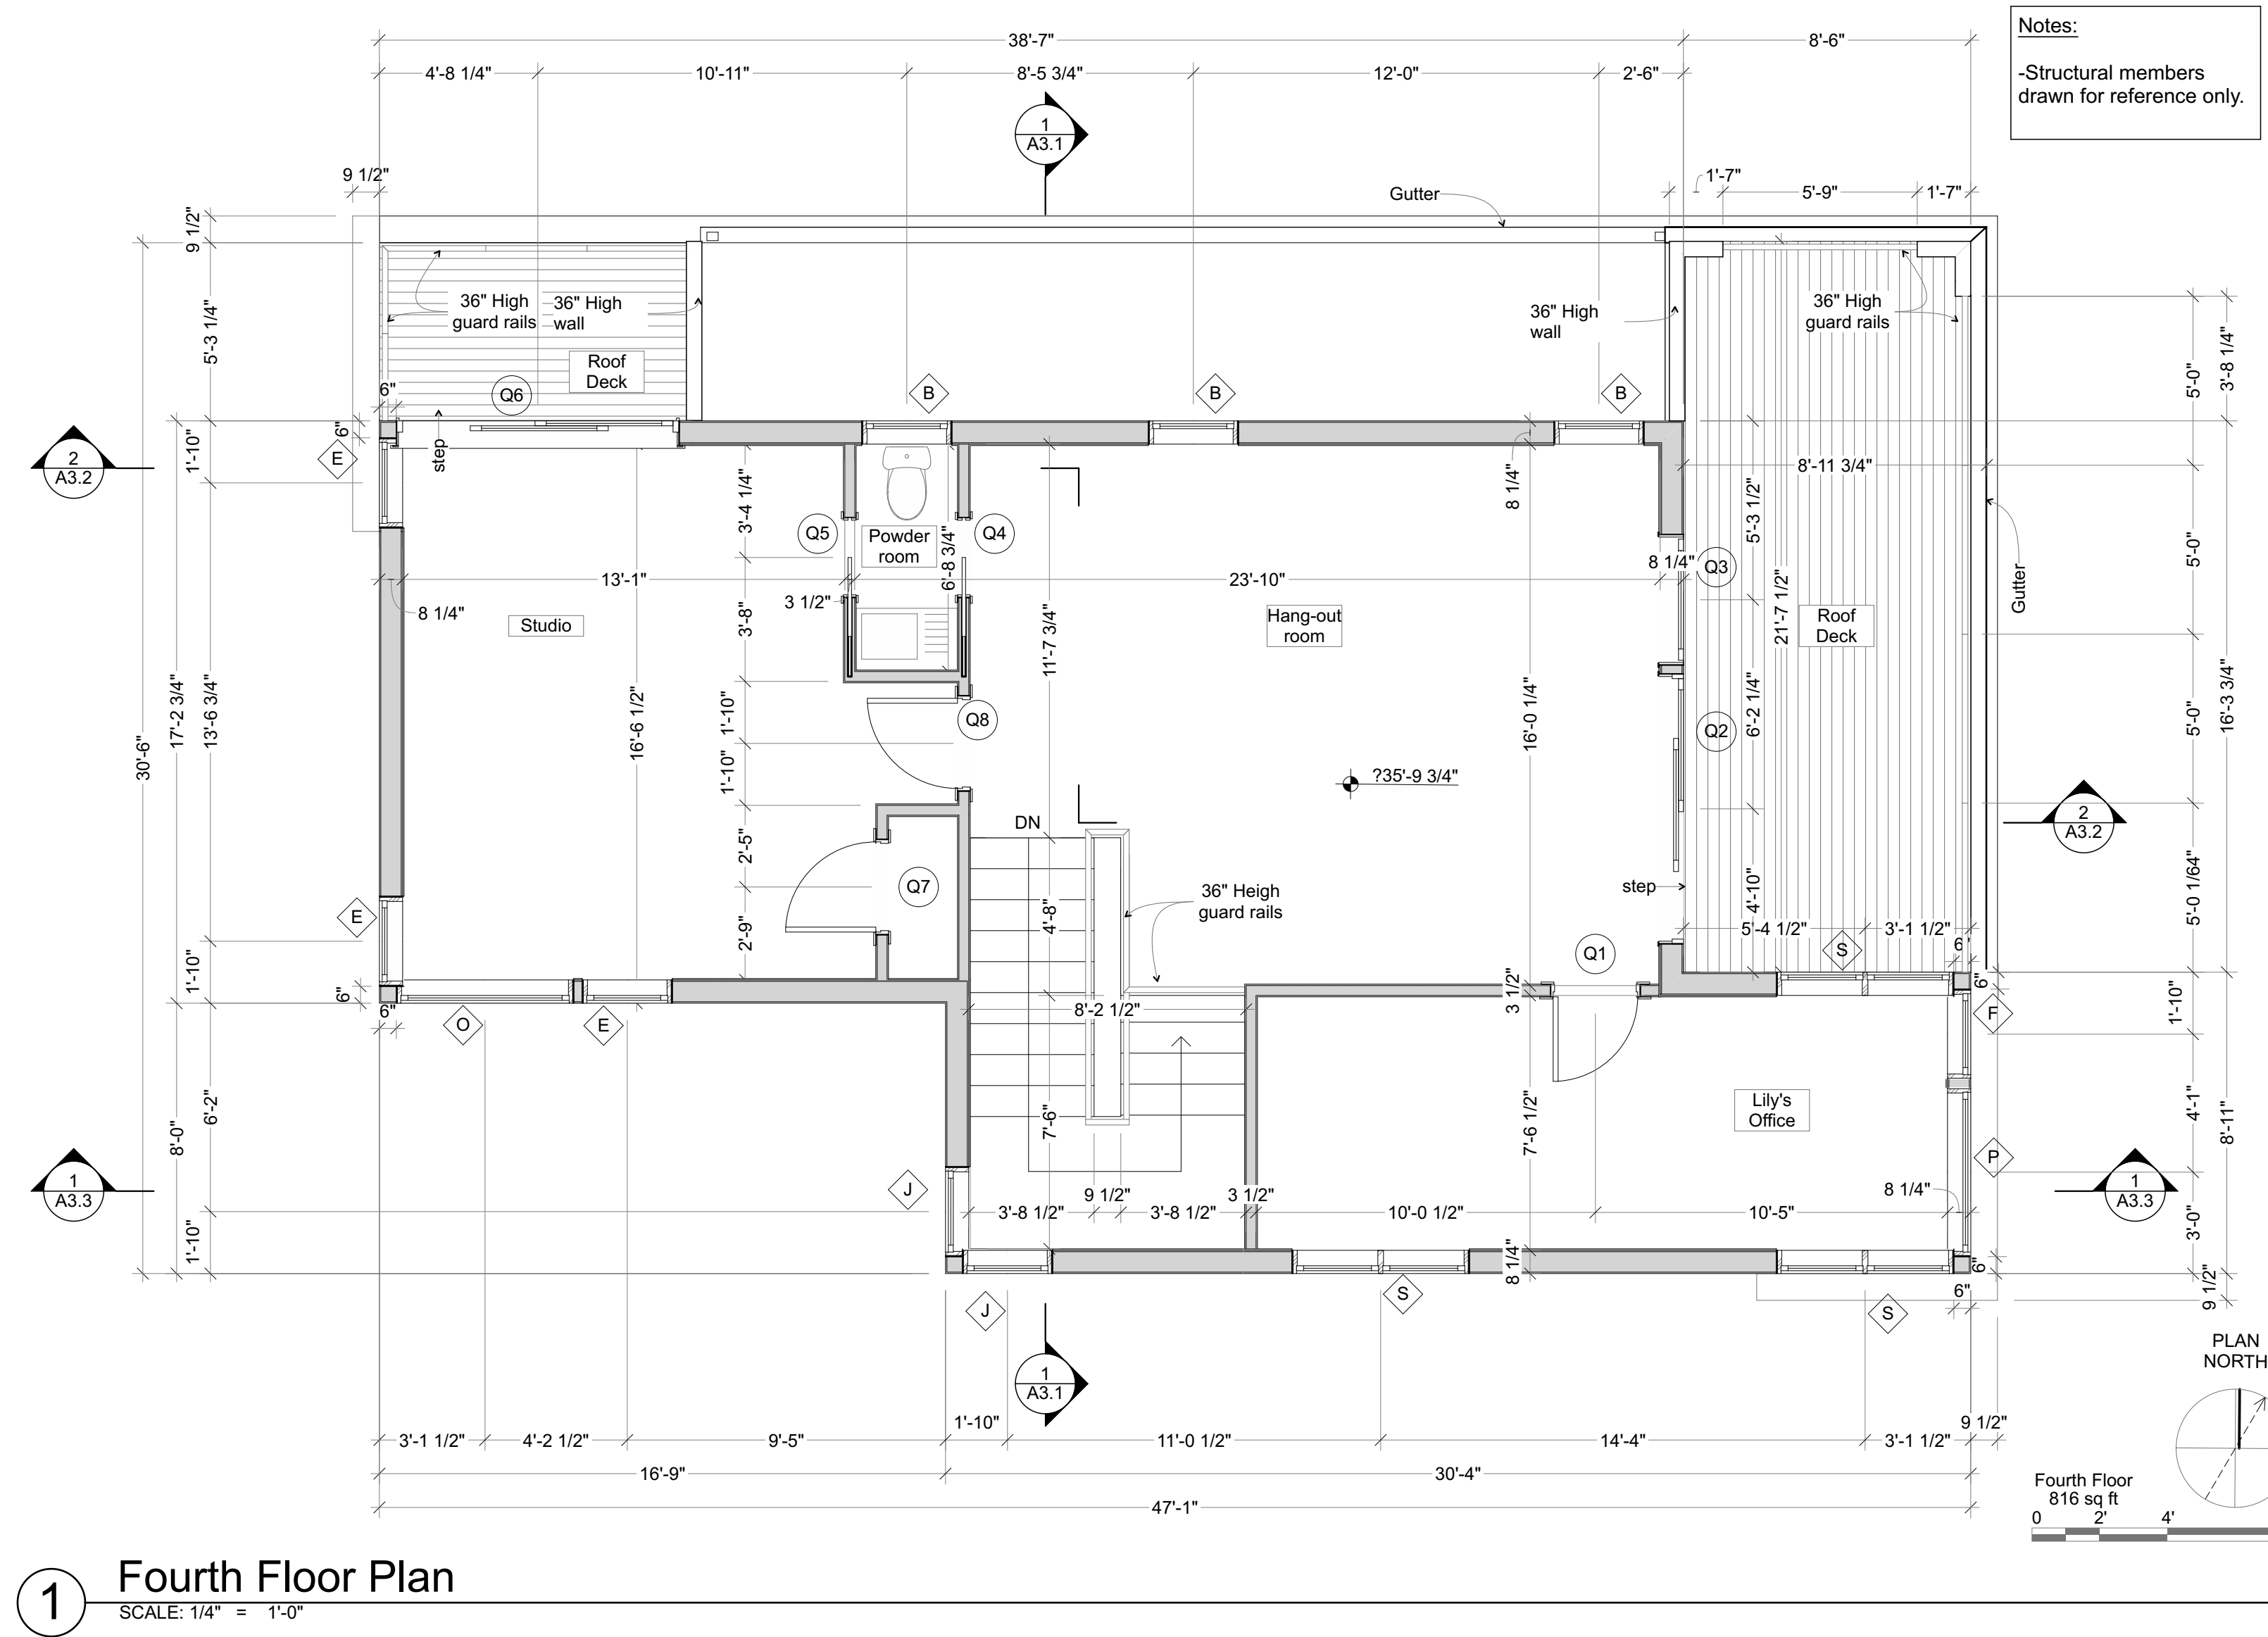 Notes:
-Structural members
drawn for reference only.
38'-7"
8'-6"
4'-8 1/4"
10'-11"
8'-5 3/4"
12'-0"
2'-6"
1
A3.1
9 1/2"
Gutter
1'-7"
5'-9"
1'-7"
9 1/2"
5'-3 1/4"
36" High
guard rails
36" High
wall
36" High
wall
36" High
guard rails
Roof
Deck
6"
Q6
B
B
B
5'-0"
3'-8 1/4"
6"
1'-10"
E
step
2
A3.2
8 1/4"
8'-11 3/4"
3'-4 1/4"
Q5
Powder
room
Q4
6'-8 3/4"
5'-3 1/2"
8 1/4"
Q3
5'-0"
Gutter
13'-1"
23'-10"
3 1/2"
8 1/4"
Studio
3'-8"
11'-7 3/4"
Hang-out
room
21'-7 1/2"
Roof
Deck
30'-6"
17'-2 3/4"
13'-6 3/4"
16'-6 1/2"
1'-10"
Q8
16'-0 1/4"
6'-2 1/4"
Q2
5'-0"
16'-3 3/4"
1'-10"
?35'-9 3/4"
DN
2
A3.2
2'-5"
Q7
36" Heigh
guard rails
step
4'-10"
5'-0 1/64"
E
4'-8"
2'-9"
5'-4 1/2"
3'-1 1/2"
S
6"
Q1
1'-10"
6"
6"
O
E
8'-2 1/2"
3 1/2"
6"
F
1'-10"
6'-2"
8'-0"
7'-6"
7'-6 1/2"
Lily's
Office
4'-1"
8'-11"
P
1
A3.3
J
9 1/2"
3 1/2"
8 1/4"
1
A3.3
3'-8 1/2"
3'-8 1/2"
10'-0 1/2"
10'-5"
3'-0"
1'-10"
8 1/4"
6"
6"
9 1/2"
J
S
S
PLAN
NORTH
1
A3.1
1'-10"
9 1/2"
3'-1 1/2"
4'-2 1/2"
9'-5"
11'-0 1/2"
14'-4"
3'-1 1/2"
16'-9"
30'-4"
47'-1"
Fourth Floor
816 sq ft
0 2' 4'
1
Fourth Floor Plan
SCALE: 1/4" = 1'-0"